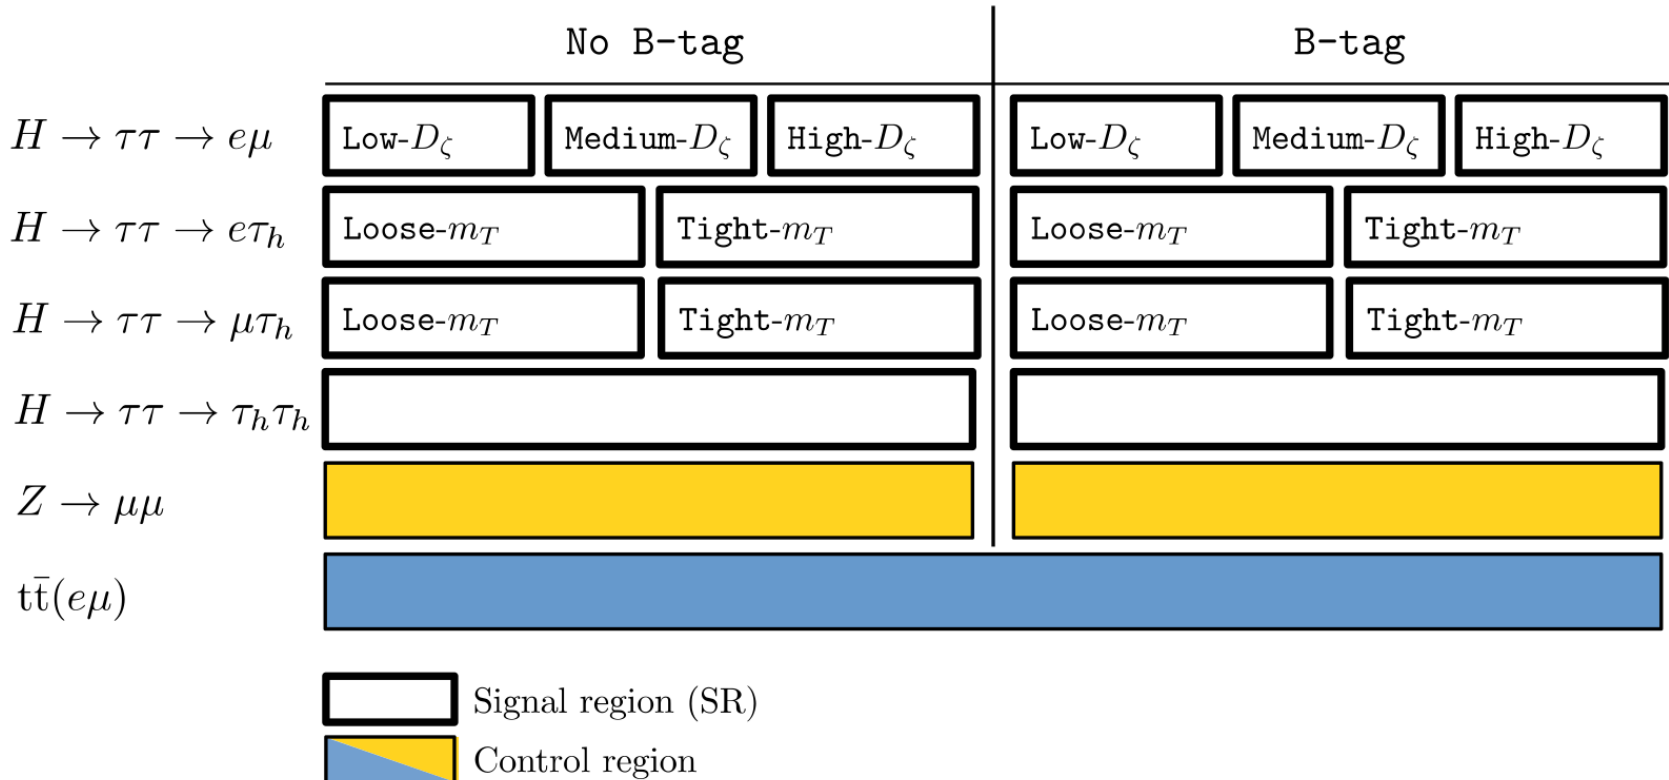 No B-tag B-tag
H → ττ → eμ Low-D_ζ Medium-D_ζ High-D_ζ Low-D_ζ Medium-D_ζ High-D_ζ
H → ττ → eτ_h Loose-m_T Tight-m_T Loose-m_T Tight-m_T
H → ττ → μτ_h Loose-m_T Tight-m_T Loose-m_T Tight-m_T
H → ττ → τ_hτ_h
Z → μμ
tt̄(eμ)
Signal region (SR)
Control region